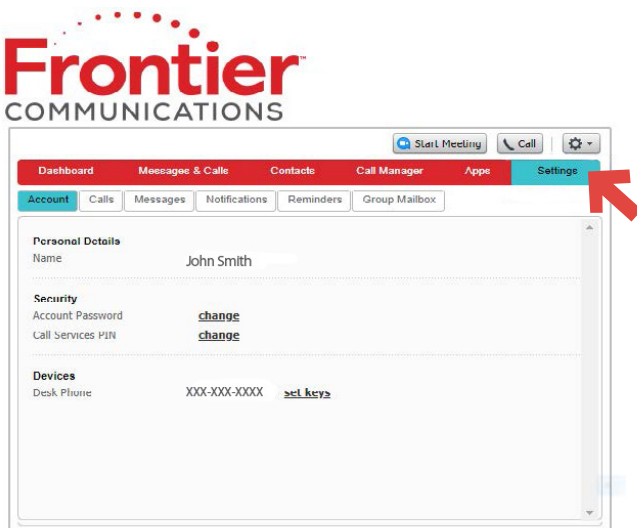 Frontier™
COMMUNICATIONS
Start Meeting Call
Dashboard Messages & Calls Contacts Call Manager Apps Settings
Account Calls Messages Notifications Reminders Group Mailbox
Personal Details
Name John Smith
Security
Account Password change
Call Services PIN change
Devices
Desk Phone XXX-XXX-XXXX set keys